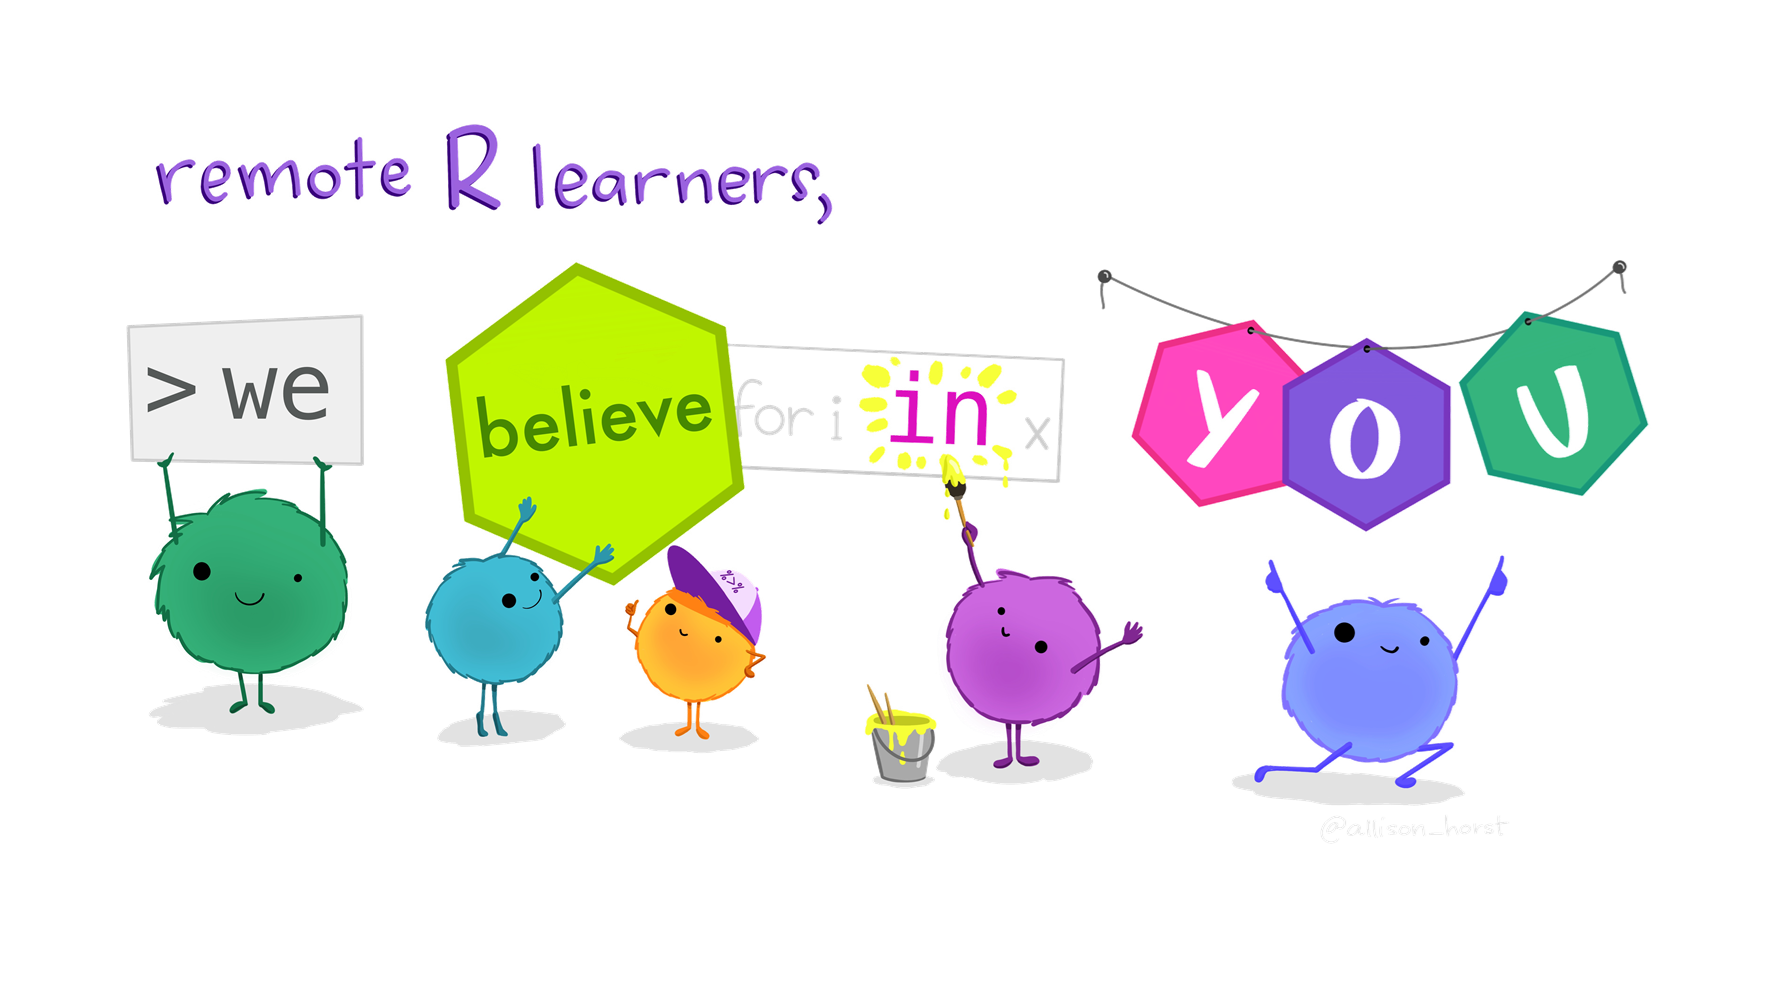 remote R learners,
> we
believe
for i in x
y o u
%>%
@allison_horst